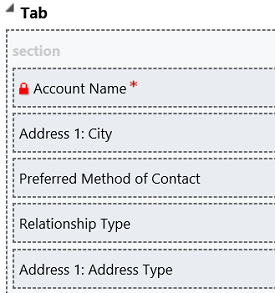 Tab
section
Account Name *
Address 1: City
Preferred Method of Contact
Relationship Type
Address 1: Address Type